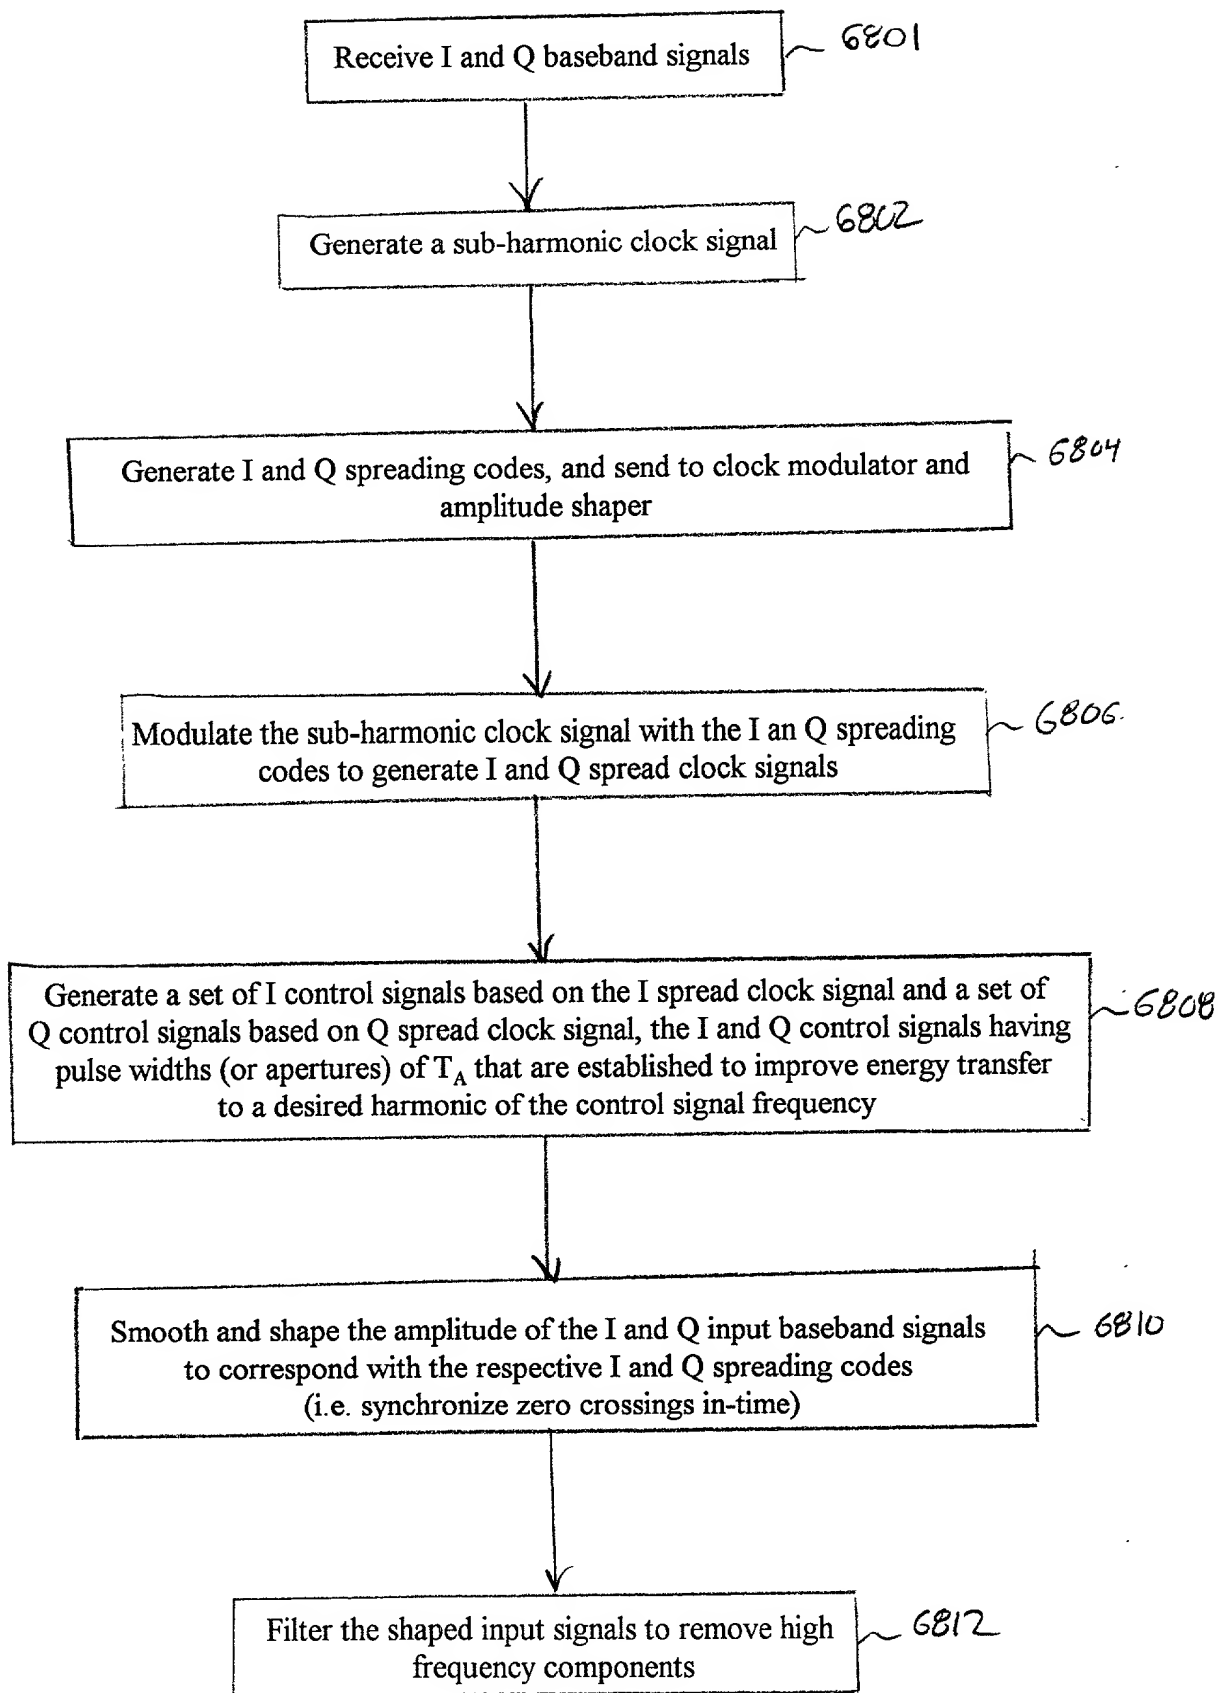 Receive I and Q baseband signals
6801
Generate a sub-harmonic clock signal
6802
Generate I and Q spreading codes, and send to clock modulator and
amplitude shaper
6804
Modulate the sub-harmonic clock signal with the I an Q spreading
codes to generate I and Q spread clock signals
6806.
Generate a set of I control signals based on the I spread clock signal and a set of
Q control signals based on Q spread clock signal, the I and Q control signals having
pulse widths (or apertures) of T_A that are established to improve energy transfer
to a desired harmonic of the control signal frequency
6808
Smooth and shape the amplitude of the I and Q input baseband signals
to correspond with the respective I and Q spreading codes
(i.e. synchronize zero crossings in-time)
6810
Filter the shaped input signals to remove high
frequency components
6812